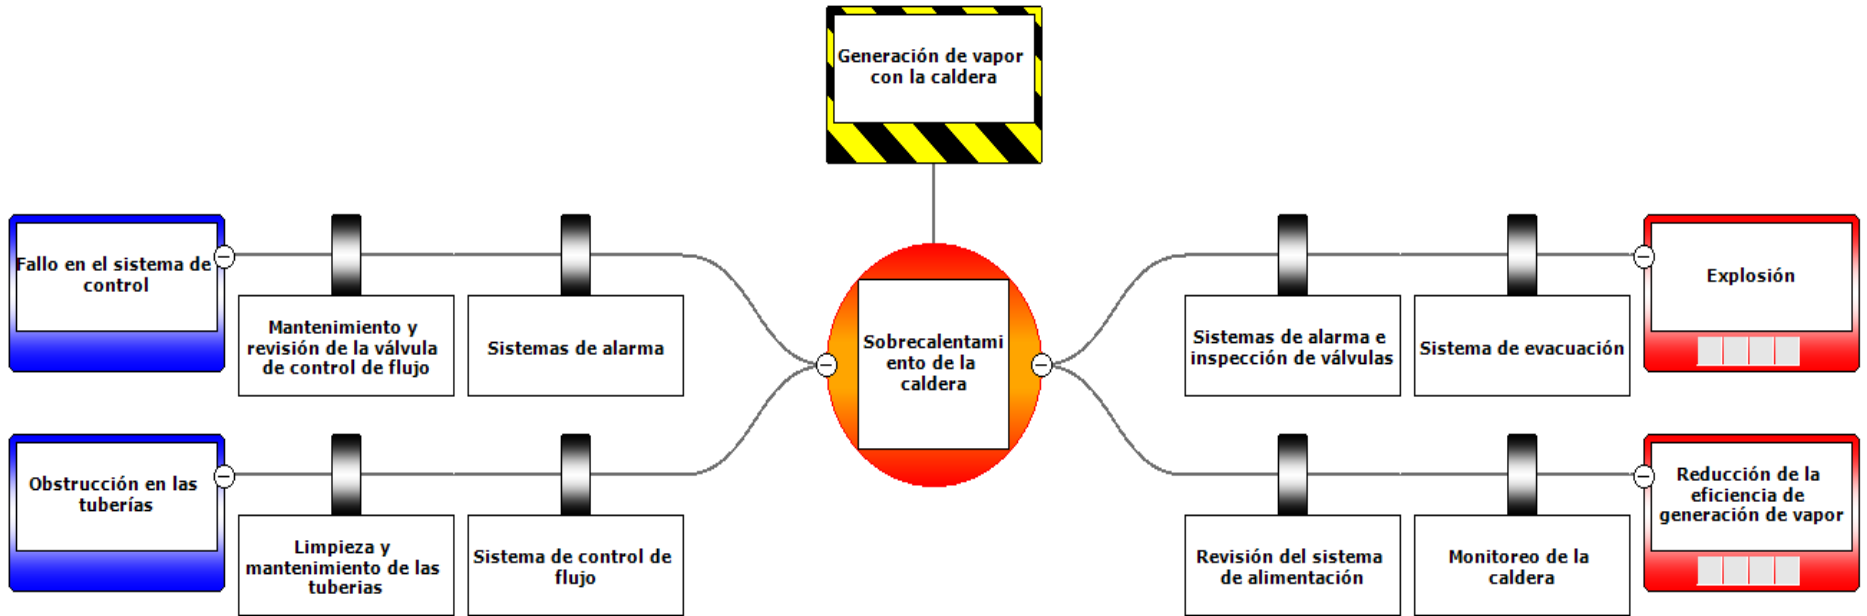 Generación de vapor
con la caldera
Fallo en el sistema de
control
Mantenimiento y
revisión de la válvula
de control de flujo
Sistemas de alarma
Sobrecalentami
ento de la
caldera
Sistemas de alarma e
inspección de válvulas
Sistema de evacuación
Explosión
Obstrucción en las
tuberías
Limpieza y
mantenimiento de las
tuberias
Sistema de control de
flujo
Revisión del sistema
de alimentación
Monitoreo de la
caldera
Reducción de la
eficiencia de
generación de vapor